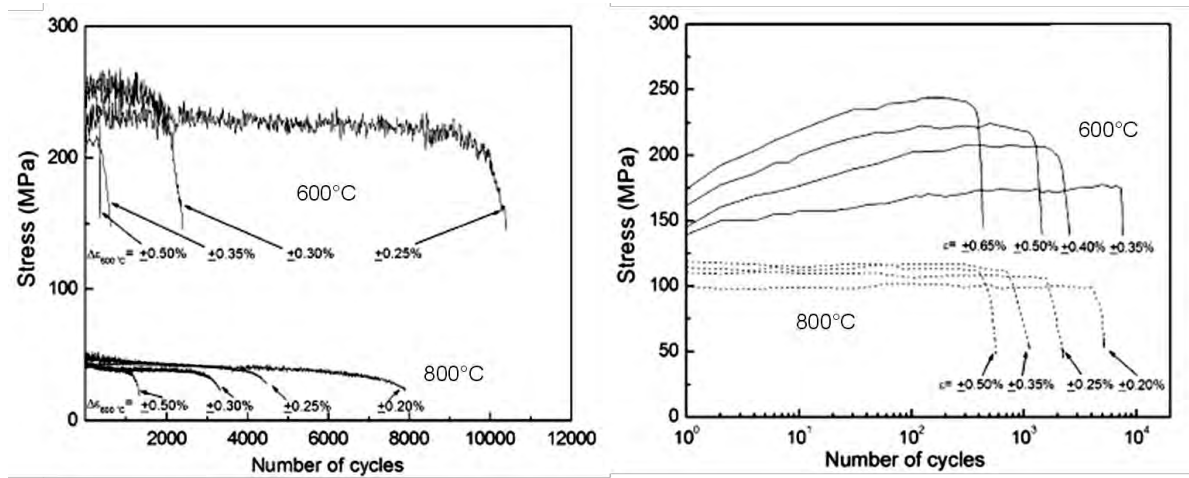 300
200
100
0
Stress (MPa)
600°C
Δε600 °C= ±0.50% ±0.35% ±0.30% ±0.25%
800°C
Δε600 °C= ±0.50% ±0.30% ±0.25% ±0.20%
2000 4000 6000 8000 10000 12000
Number of cycles
300
250
200
150
100
50
0
Stress (MPa)
600°C
ε= ±0.65% ±0.50% ±0.40% ±0.35%
800°C
ε= ±0.50% ±0.35% ±0.25% ±0.20%
10⁰ 10¹ 10² 10³ 10⁴
Number of cycles